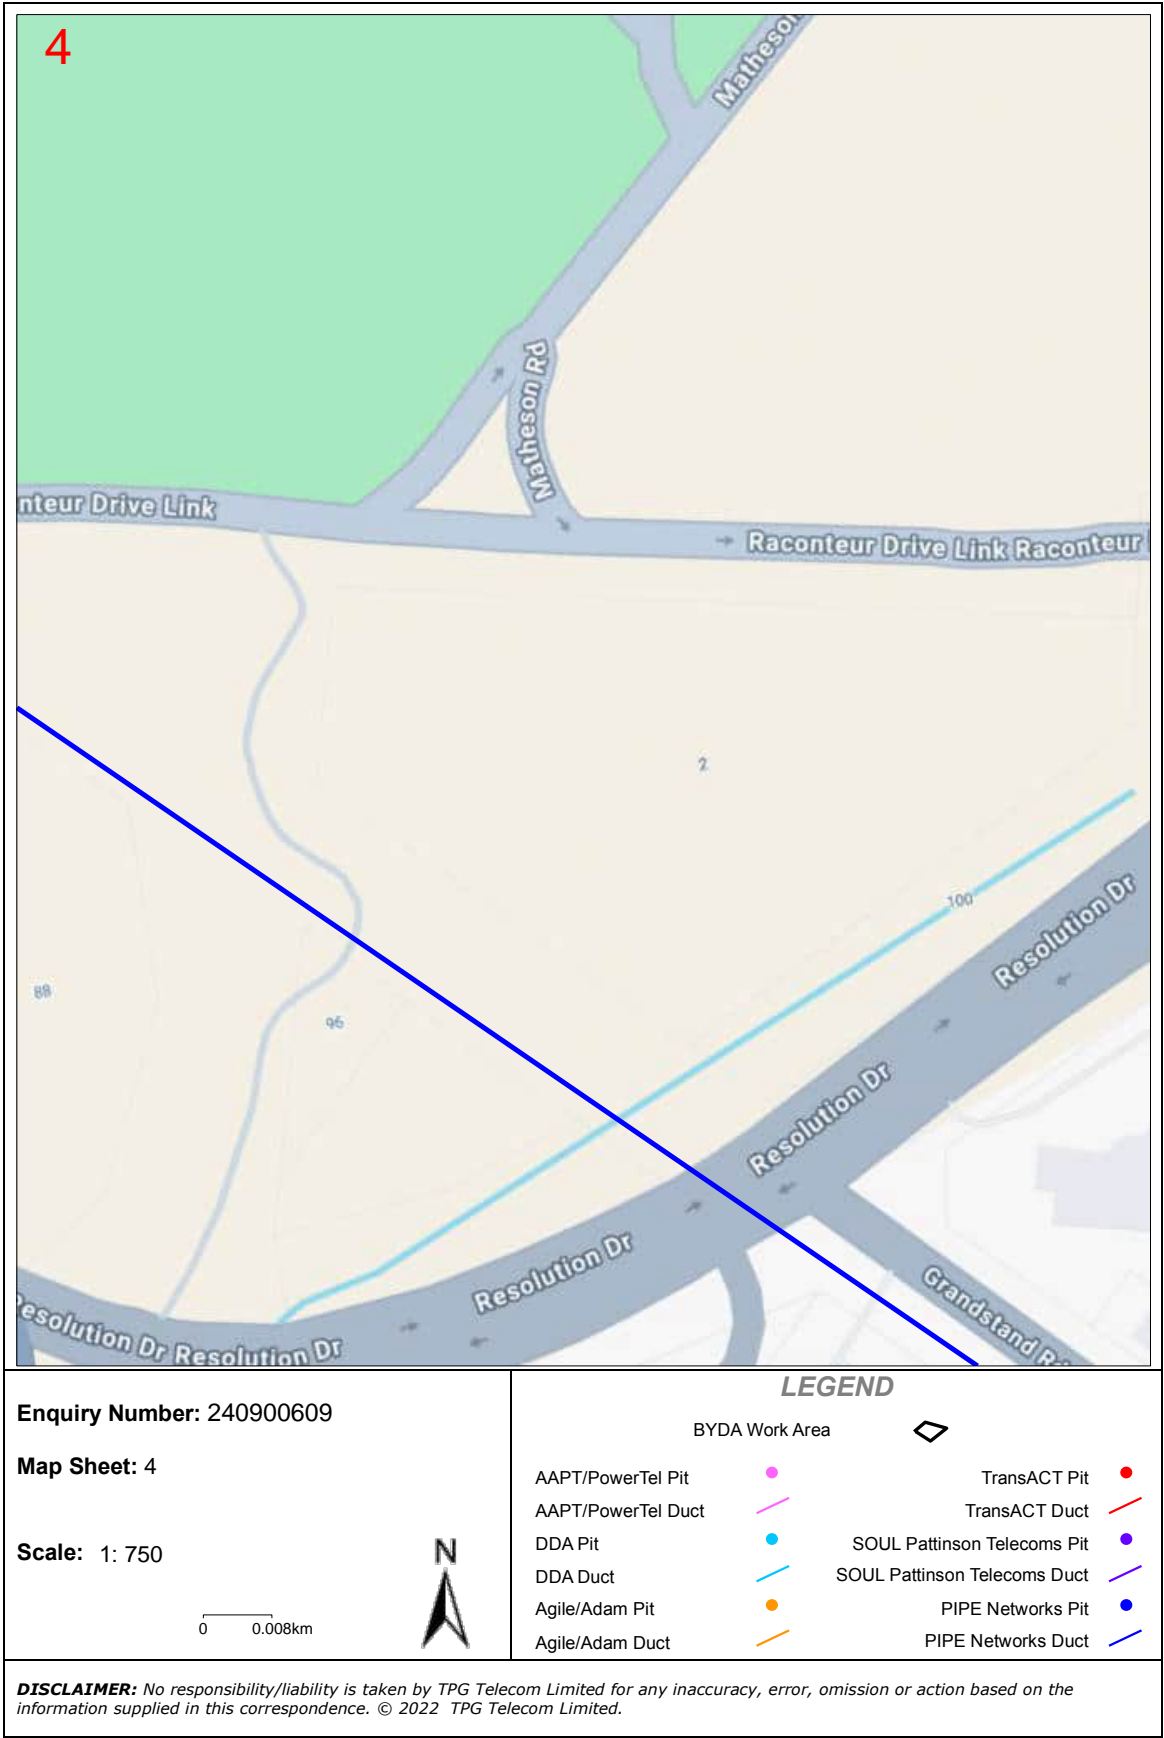 4
Matheson
Matheson Rd
nteur Drive Link
Raconteur Drive Link Raconteur
2
100
Resolution Dr
88
96
Resolution Dr
Resolution Dr
esolution Dr Resolution Dr
Grandstand R
Enquiry Number: 240900609
Map Sheet: 4
Scale: 1: 750
N
0 0.008km
LEGEND
BYDA Work Area
AAPT/PowerTel Pit
TransACT Pit
AAPT/PowerTel Duct
TransACT Duct
DDA Pit
SOUL Pattinson Telecoms Pit
DDA Duct
SOUL Pattinson Telecoms Duct
Agile/Adam Pit
PIPE Networks Pit
Agile/Adam Duct
PIPE Networks Duct
DISCLAIMER: No responsibility/liability is taken by TPG Telecom Limited for any inaccuracy, error, omission or action based on the
information supplied in this correspondence. © 2022 TPG Telecom Limited.